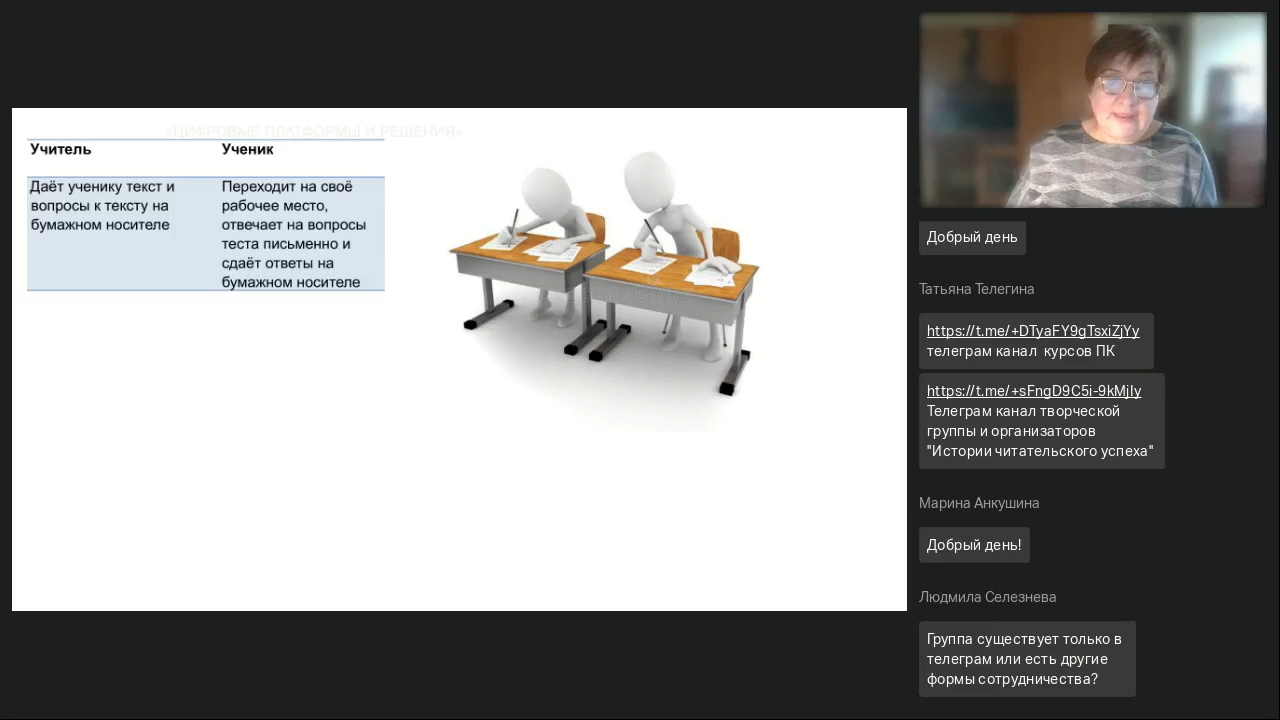 «ЦИФРОВЫЕ ПЛАТФОРМЫ И РЕШЕНИЯ»
Учитель
Ученик
Даёт ученику текст и
вопросы к тексту на
бумажном носителе
Переходит на своё
рабочее место,
отвечает на вопросы
теста письменно и
сдаёт ответы на
бумажном носителе
Добрый день
Татьяна Телегина
https://t.me/+DTyaFY9gTsxiZjYy
телеграм канал курсов ПК
https://t.me/+sFngD9C5i-9kMjIy
Телеграм канал творческой
группы и организаторов
"Истории читательского успеха"
Марина Анкушина
Добрый день!
Людмила Селезнева
Группа существует только в
телеграм или есть другие
формы сотрудничества?